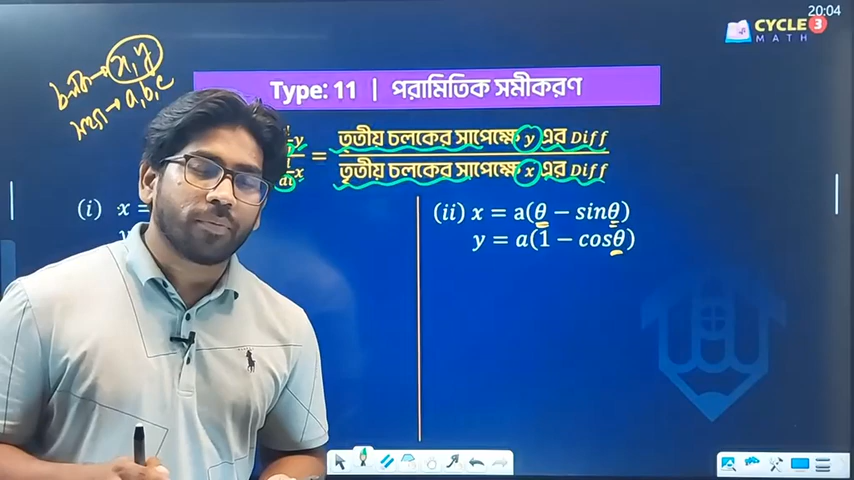 20:04
CYCLE 3
MATH
চলক → x, y
সংখ্যা → a, b, c
Type: 11 | পরামিতিক সমীকরণ
y = তৃতীয় চলকের সাপেক্ষে y এর Diff
x তৃতীয় চলকের সাপেক্ষে x এর Diff
(i) x =
y
(ii) x = a(θ − sinθ)
y = a(1 − cosθ)